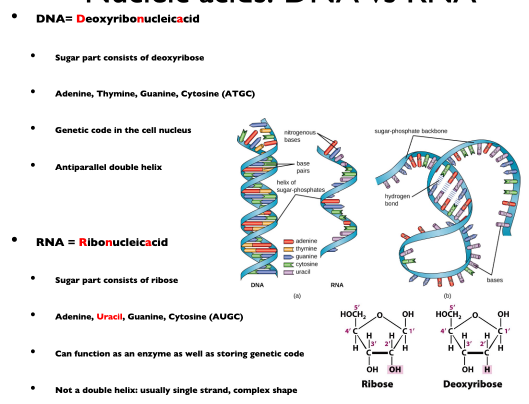 Nucleic acids: DNA vs RNA
• DNA= Deoxyribonucleicacid
• Sugar part consists of deoxyribose
• Adenine, Thymine, Guanine, Cytosine (ATGC)
• Genetic code in the cell nucleus
• Antiparallel double helix
nitrogenous
bases
base
pairs
helix of
sugar-phosphates
adenine
thymine
guanine
cytosine
uracil
DNA
RNA
(a)
sugar-phosphate backbone
hydrogen
bond
bases
(b)
• RNA = Ribonucleicacid
• Sugar part consists of ribose
• Adenine, Uracil, Guanine, Cytosine (AUGC)
• Can function as an enzyme as well as storing genetic code
• Not a double helix: usually single strand, complex shape
5′
HOCH2 O OH
4′ C C 1′
H H H H
3′ 2′
C C
OH OH
Ribose
5′
HOCH2 O OH
4′ C C 1′
H H H H
3′ 2′
C C
OH H
Deoxyribose